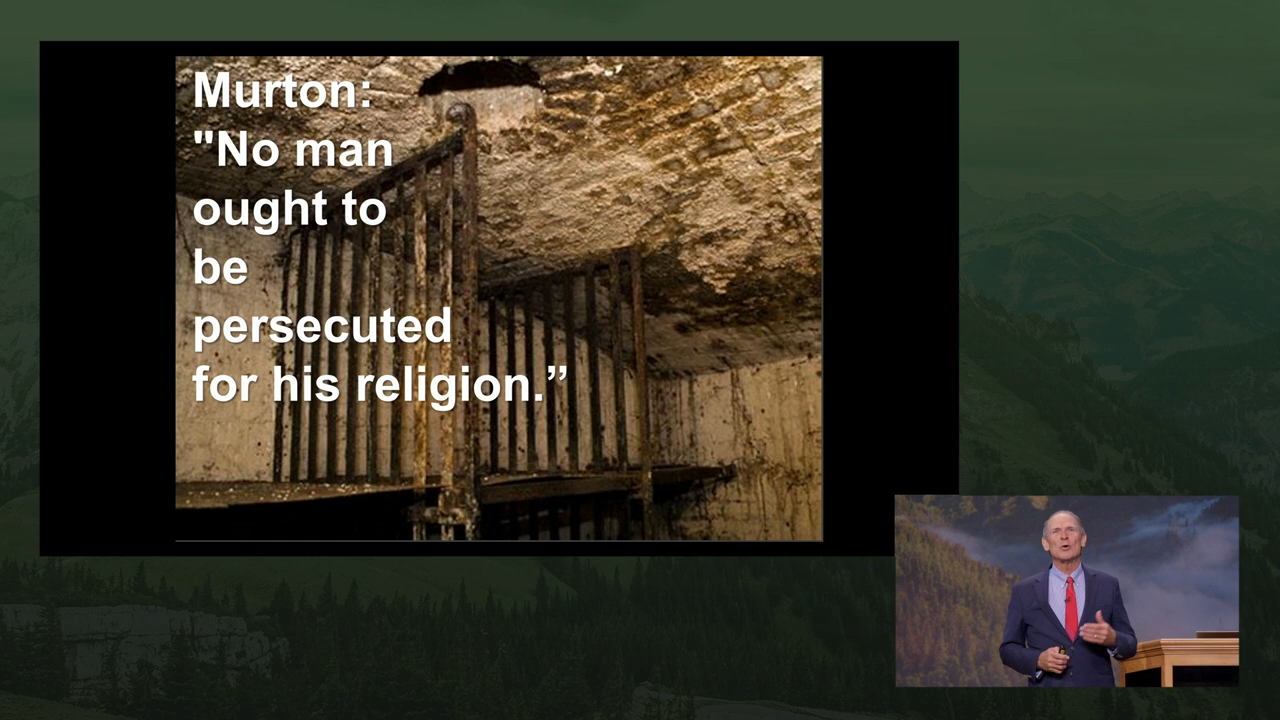 Murton:
"No man
ought to
be
persecuted
for his religion.”